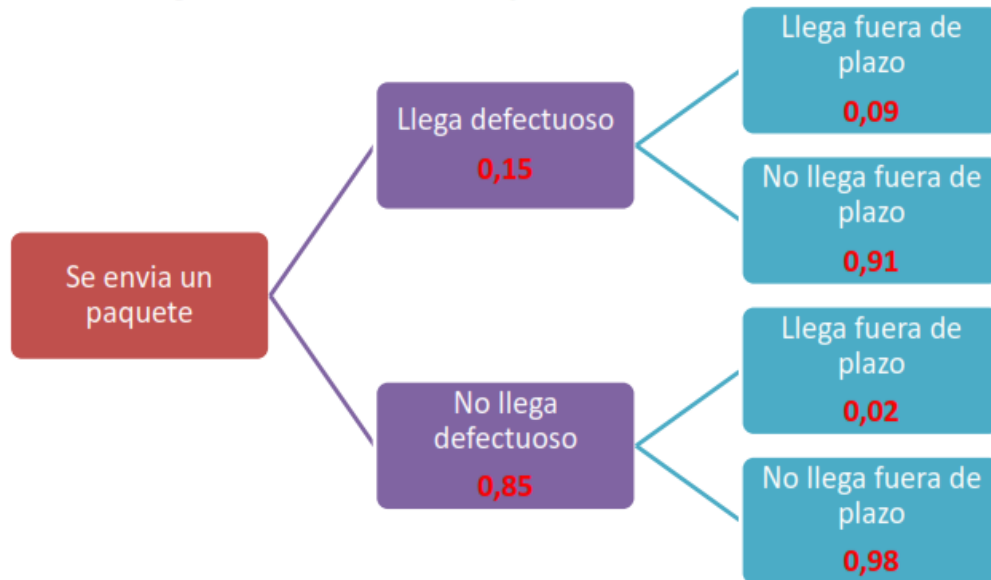 Se envia un
paquete
Llega defectuoso
0,15
No llega
defectuoso
0,85
Llega fuera de
plazo
0,09
No llega fuera de
plazo
0,91
Llega fuera de
plazo
0,02
No llega fuera de
plazo
0,98